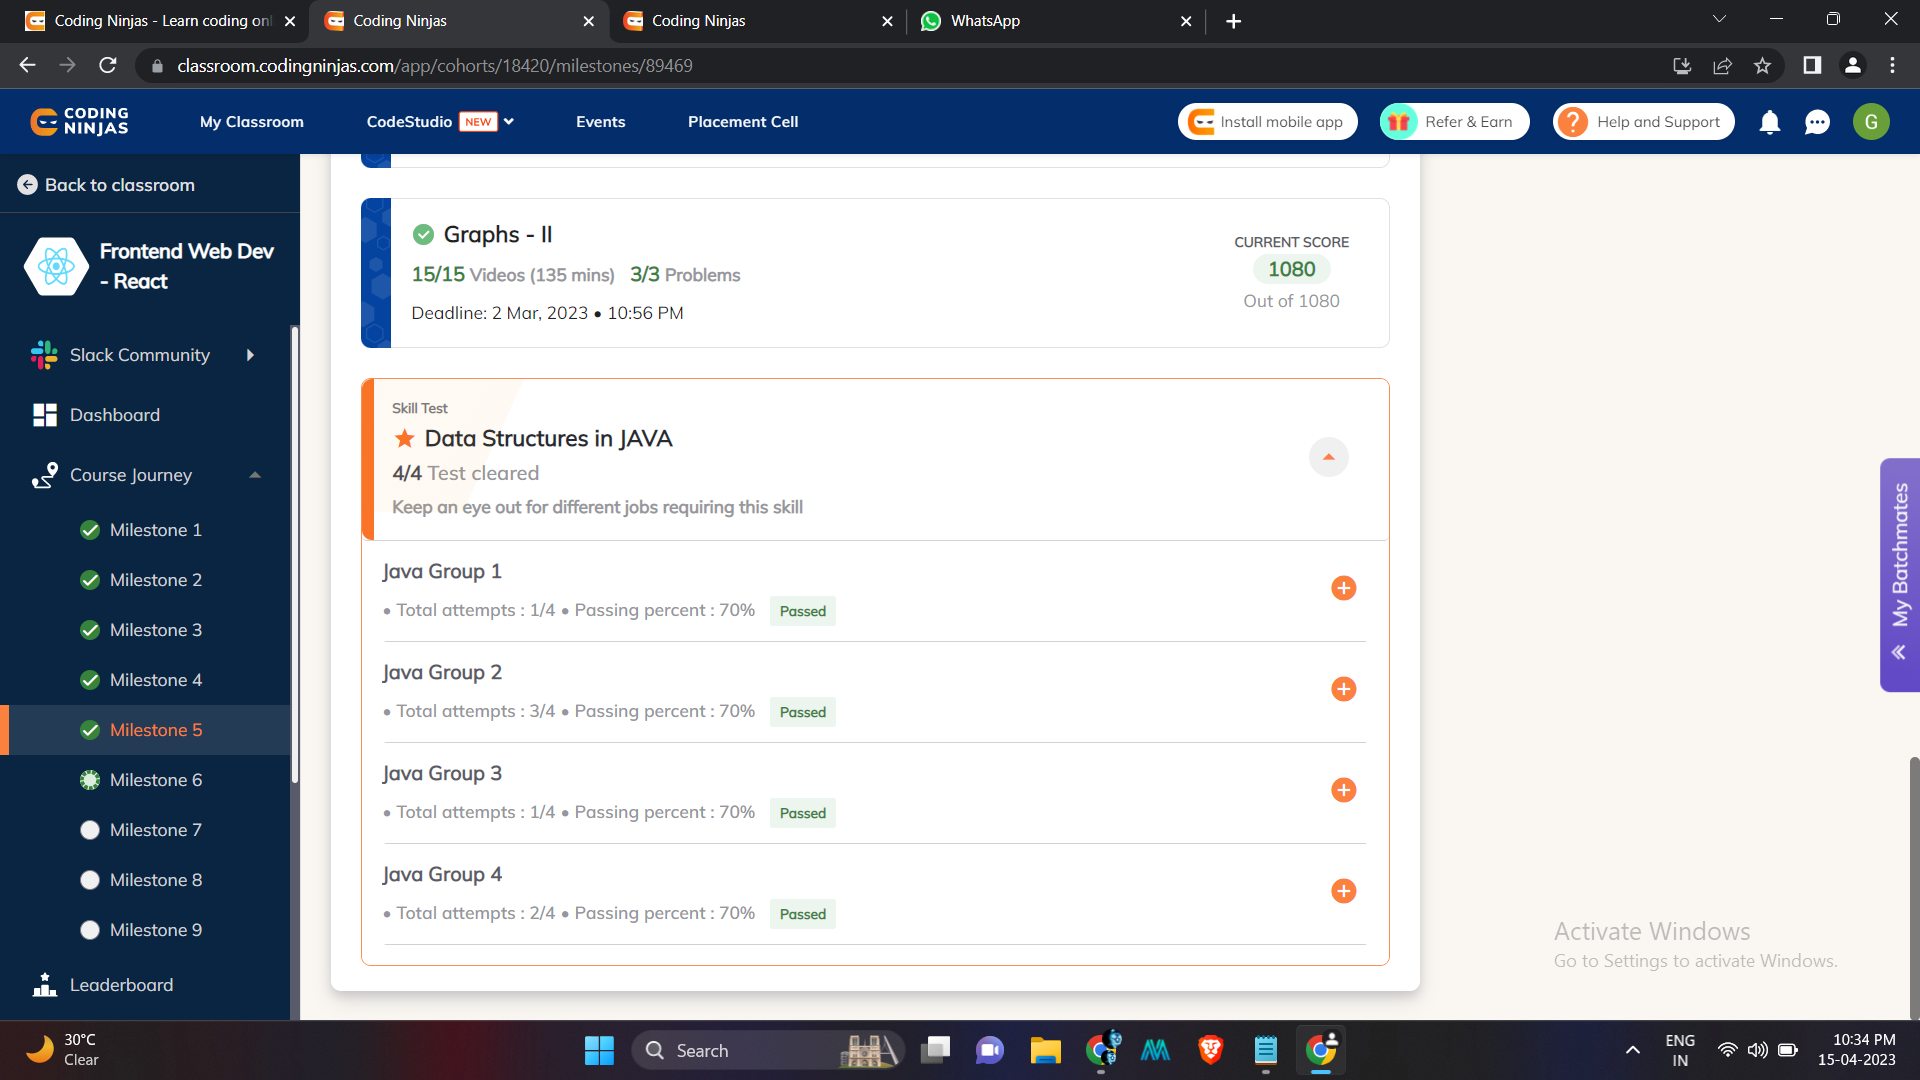 Coding Ninjas - Learn coding onl
Coding Ninjas
Coding Ninjas
WhatsApp
classroom.codingninjas.com/app/cohorts/18420/milestones/89469
CODING NINJAS
My Classroom
CodeStudio NEW
Events
Placement Cell
Install mobile app
Refer & Earn
Help and Support
G
Back to classroom
Frontend Web Dev
- React
Slack Community
Dashboard
Course Journey
Milestone 1
Milestone 2
Milestone 3
Milestone 4
Milestone 5
Milestone 6
Milestone 7
Milestone 8
Milestone 9
Leaderboard
Graphs - II
15/15 Videos (135 mins) 3/3 Problems
Deadline: 2 Mar, 2023 • 10:56 PM
CURRENT SCORE
1080
Out of 1080
Skill Test
Data Structures in JAVA
4/4 Test cleared
Keep an eye out for different jobs requiring this skill
Java Group 1
• Total attempts : 1/4 • Passing percent : 70% Passed
Java Group 2
• Total attempts : 3/4 • Passing percent : 70% Passed
Java Group 3
• Total attempts : 1/4 • Passing percent : 70% Passed
Java Group 4
• Total attempts : 2/4 • Passing percent : 70% Passed
My Batchmates
Activate Windows
Go to Settings to activate Windows.
30°C
Clear
Search
ENG
IN
10:34 PM
15-04-2023